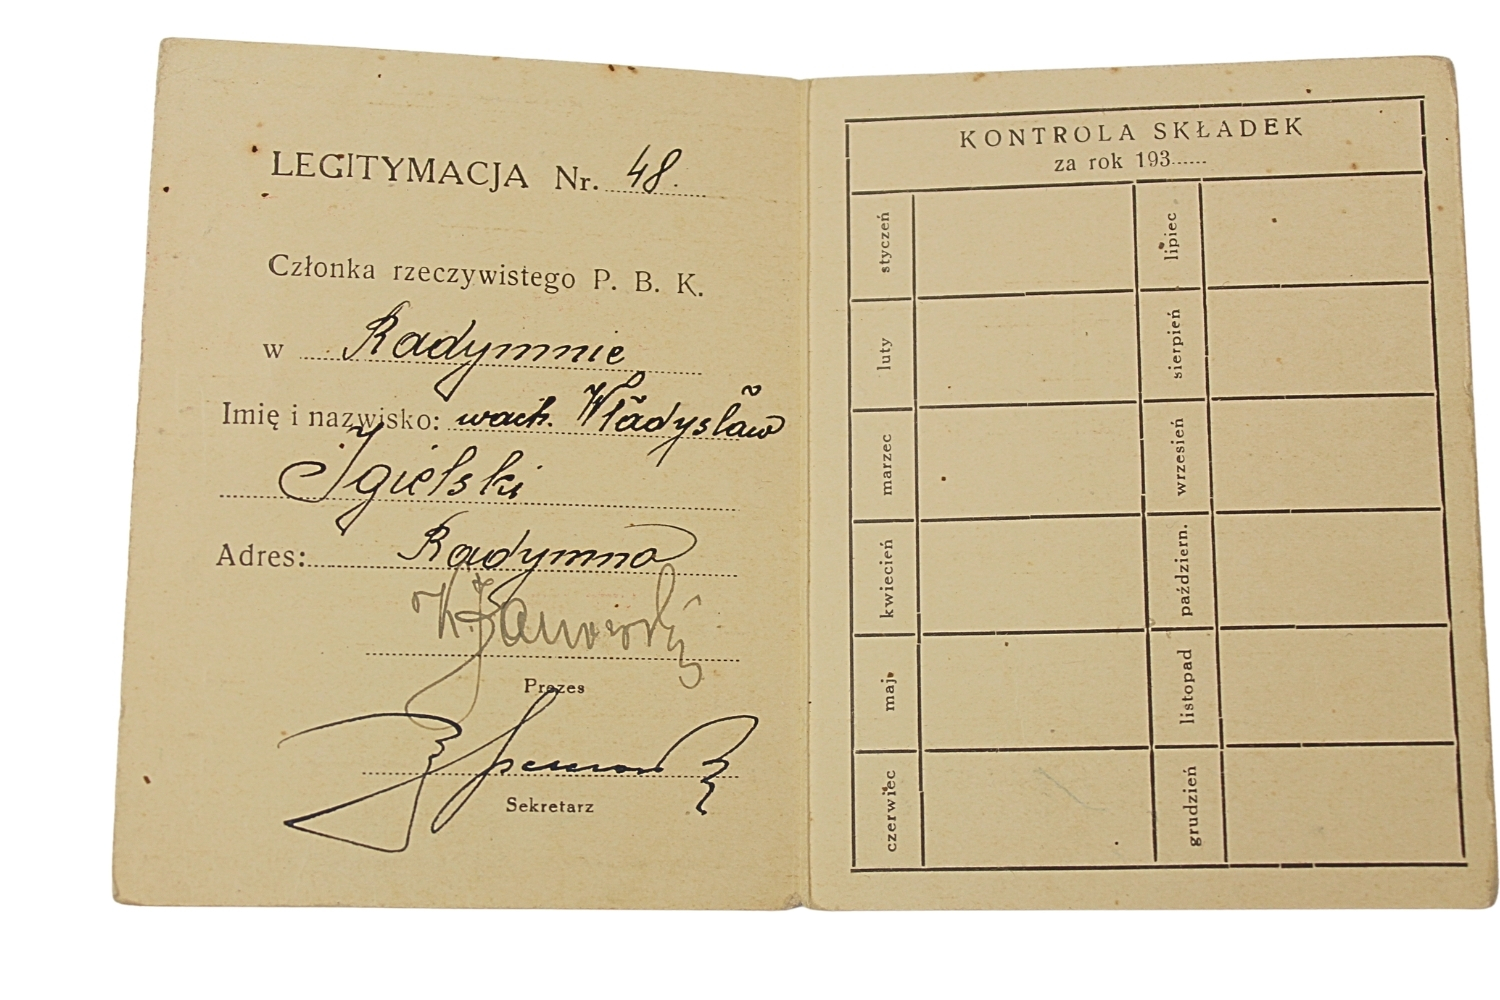 LEGITYMACJA Nr. 48.
Członka rzeczywistego P. B. K.
w Radymnie
Imię i nazwisko: wach. Władysław
Igielski
Adres: Radymno
Prezes
Sekretarz
KONTROLA SKŁADEK
za rok 193......
styczeń
luty
marzec
kwiecień
maj
czerwiec
lipiec
sierpień
wrzesień
październ.
listopad
grudzień